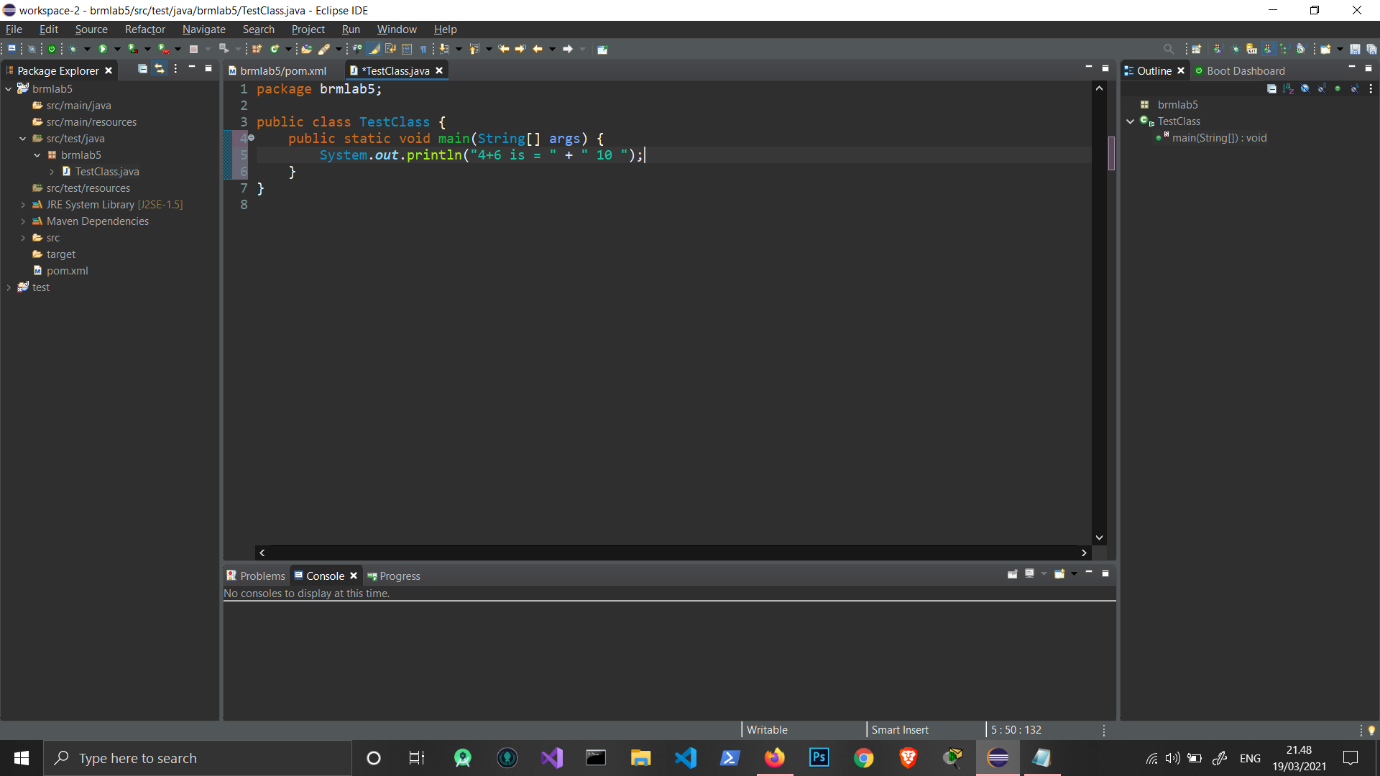 workspace-2 - brmlab5/src/test/java/brmlab5/TestClass.java - Eclipse IDE
File Edit Source Refactor Navigate Search Project Run Window Help
Package Explorer
brmlab5
src/main/java
src/main/resources
src/test/java
brmlab5
TestClass.java
src/test/resources
JRE System Library [J2SE-1.5]
Maven Dependencies
src
target
pom.xml
test
brmlab5/pom.xml *TestClass.java
1 package brmlab5;
2
3 public class TestClass {
4 public static void main(String[] args) {
5 System.out.println("4+6 is = " + " 10 ");
6 }
7 }
8
Problems Console Progress
No consoles to display at this time.
Outline Boot Dashboard
brmlab5
TestClass
main(String[]) : void
Writable Smart Insert 5 : 50 : 132
Type here to search
Ps
ENG
21.48
19/03/2021